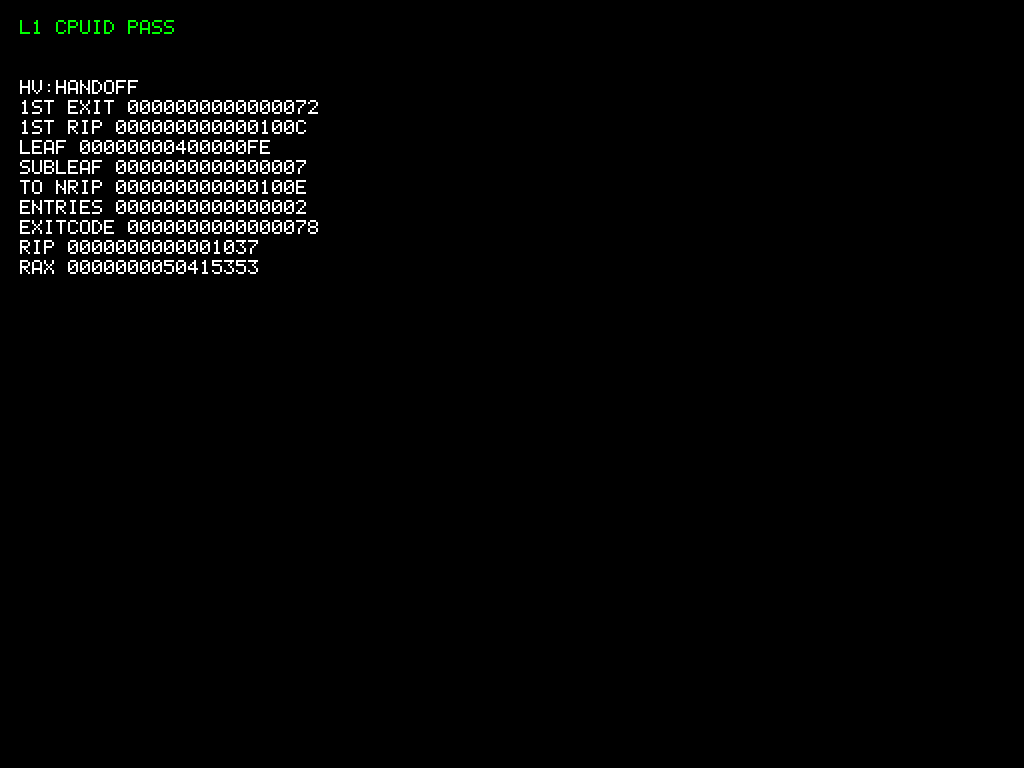 L1 CPUID PASS
HV:HANDOFF
1ST EXIT 0000000000000072
1ST RIP 000000000000100C
LEAF 00000000400000FE
SUBLEAF 0000000000000007
TO NRIP 000000000000100E
ENTRIES 0000000000000002
EXITCODE 0000000000000078
RIP 0000000000001037
RAX 0000000050415353